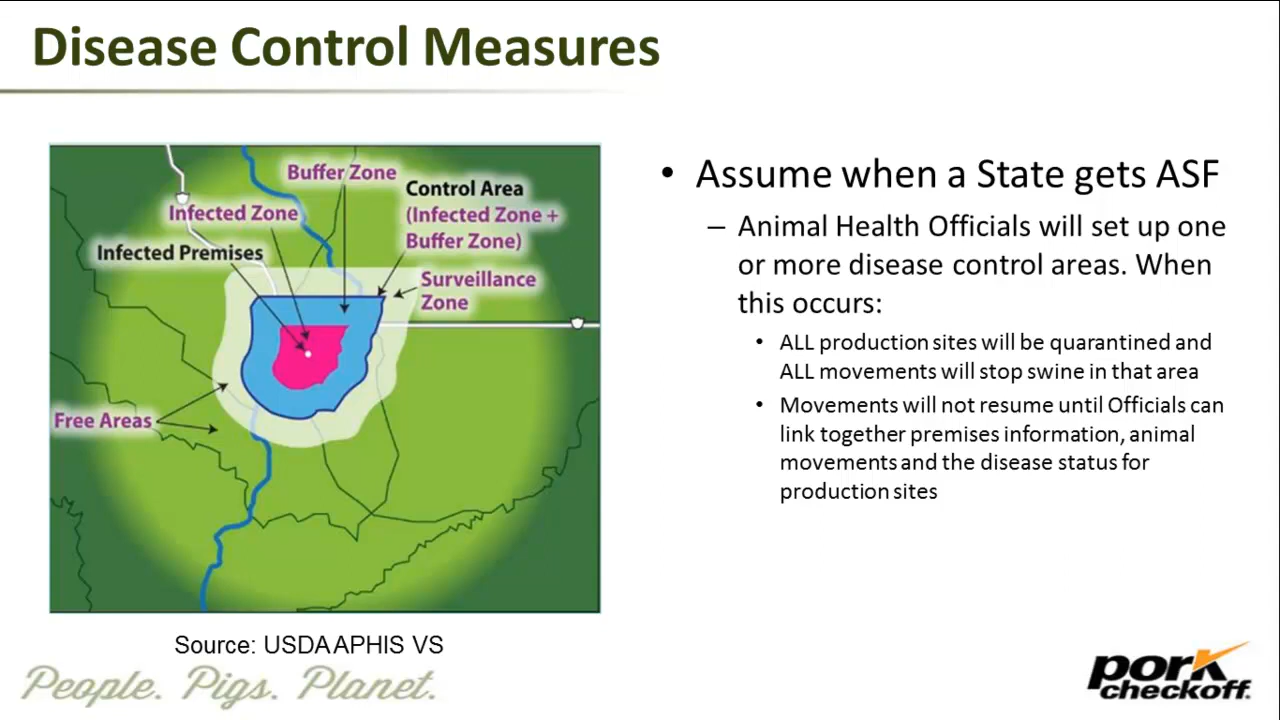 Disease Control Measures
Buffer Zone
Control Area
(Infected Zone +
Buffer Zone)
Infected Zone
Infected Premises
Surveillance
Zone
Free Areas
Source: USDA APHIS VS
• Assume when a State gets ASF
– Animal Health Officials will set up one
or more disease control areas. When
this occurs:
• ALL production sites will be quarantined and
ALL movements will stop swine in that area
• Movements will not resume until Officials can
link together premises information, animal
movements and the disease status for
production sites
People. Pigs. Planet.
pork
checkoff.